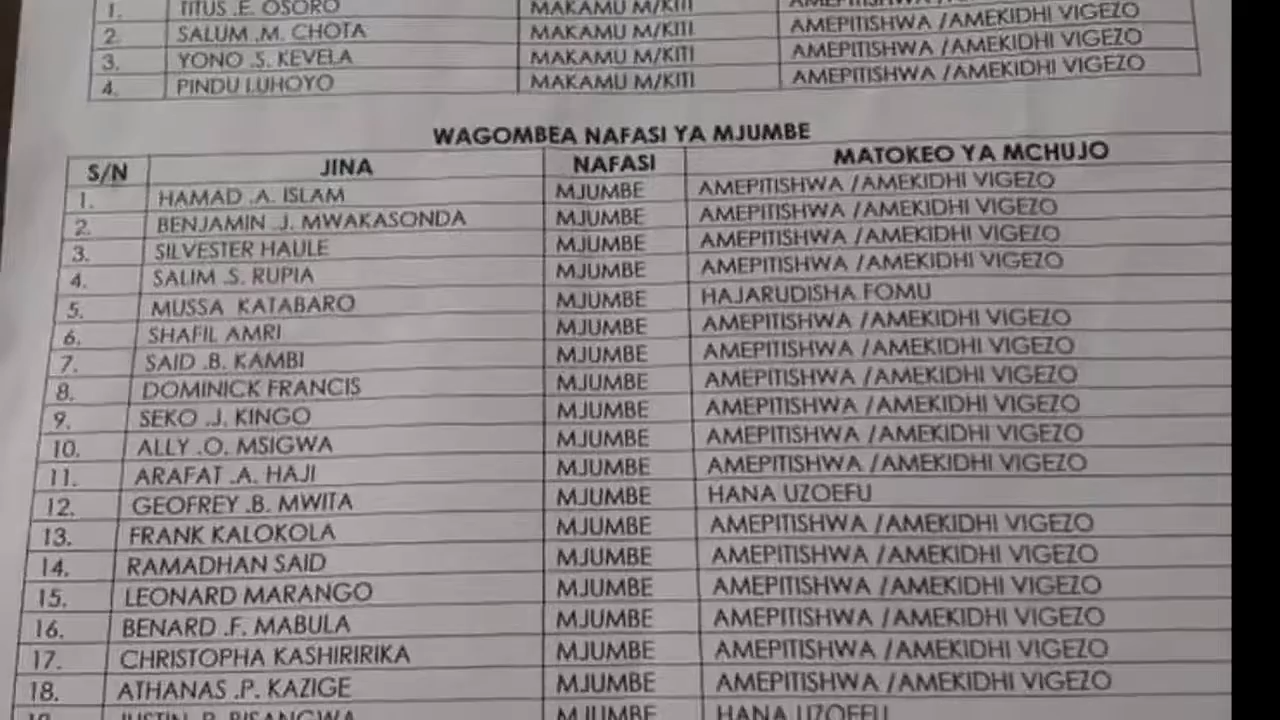 1. TITUS .E. OSORO MAKAMU M/KITI
2. SALUM .M. CHOTA MAKAMU M/KITI AMEPITISHWA /AMEKIDHI VIGEZO
3. YONO .S. KEVELA MAKAMU M/KITI AMEPITISHWA /AMEKIDHI VIGEZO
4. PINDU LUHOYO MAKAMU M/KITI AMEPITISHWA /AMEKIDHI VIGEZO
WAGOMBEA NAFASI YA MJUMBE
S/N JINA NAFASI MATOKEO YA MCHUJO
1. HAMAD .A. ISLAM MJUMBE AMEPITISHWA /AMEKIDHI VIGEZO
2. BENJAMIN .J. MWAKASONDA MJUMBE AMEPITISHWA /AMEKIDHI VIGEZO
3. SILVESTER HAULE MJUMBE AMEPITISHWA /AMEKIDHI VIGEZO
4. SALIM .S. RUPIA MJUMBE AMEPITISHWA /AMEKIDHI VIGEZO
5. MUSSA KATABARO MJUMBE HAJARUDISHA FOMU
6. SHAFIL AMRI MJUMBE AMEPITISHWA /AMEKIDHI VIGEZO
7. SAID .B. KAMBI MJUMBE AMEPITISHWA /AMEKIDHI VIGEZO
8. DOMINICK FRANCIS MJUMBE AMEPITISHWA /AMEKIDHI VIGEZO
9. SEKO .J. KINGO MJUMBE AMEPITISHWA /AMEKIDHI VIGEZO
10. ALLY .O. MSIGWA MJUMBE AMEPITISHWA /AMEKIDHI VIGEZO
11. ARAFAT .A. HAJI MJUMBE AMEPITISHWA /AMEKIDHI VIGEZO
12. GEOFREY .B. MWITA MJUMBE HANA UZOEFU
13. FRANK KALOKOLA MJUMBE AMEPITISHWA /AMEKIDHI VIGEZO
14. RAMADHAN SAID MJUMBE AMEPITISHWA /AMEKIDHI VIGEZO
15. LEONARD MARANGO MJUMBE AMEPITISHWA /AMEKIDHI VIGEZO
16. BENARD .F. MABULA MJUMBE AMEPITISHWA /AMEKIDHI VIGEZO
17. CHRISTOPHA KASHIRIRIKA MJUMBE AMEPITISHWA /AMEKIDHI VIGEZO
18. ATHANAS .P. KAZIGE MJUMBE AMEPITISHWA /AMEKIDHI VIGEZO
19. JUSTIN BISANGWA MJUMBE HANA UZOEFU